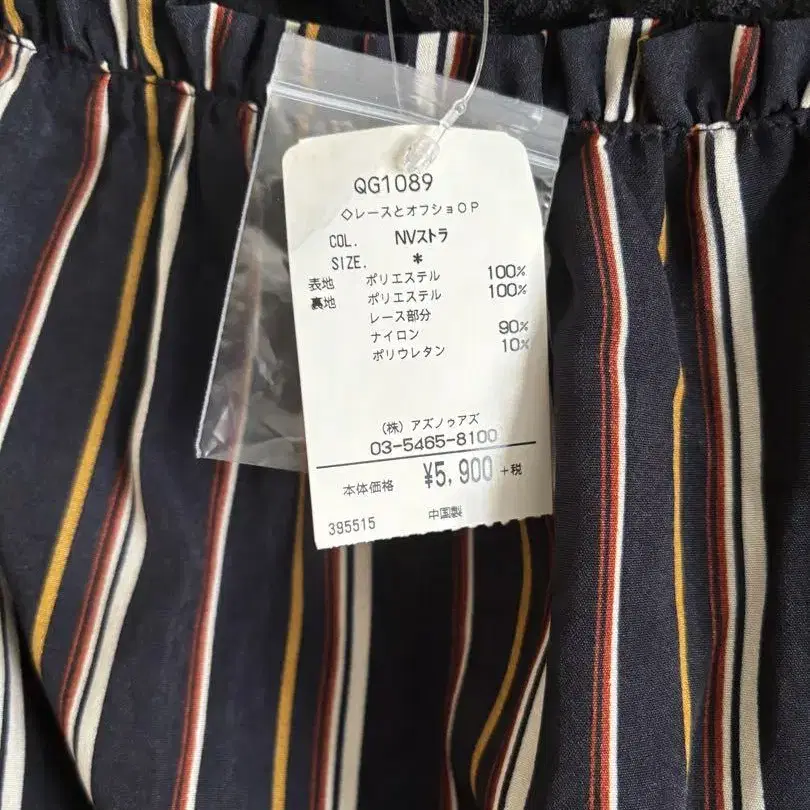 QG1089
◇レースとオフショOP
COL. NVストラ
SIZE. *
表地 ポリエステル 100%
裏地 ポリエステル 100%
レース部分
ナイロン 90%
ポリウレタン 10%
(株) アズノゥアズ
03-5465-8100
本体価格 ¥5,900 +税
395515 中国製